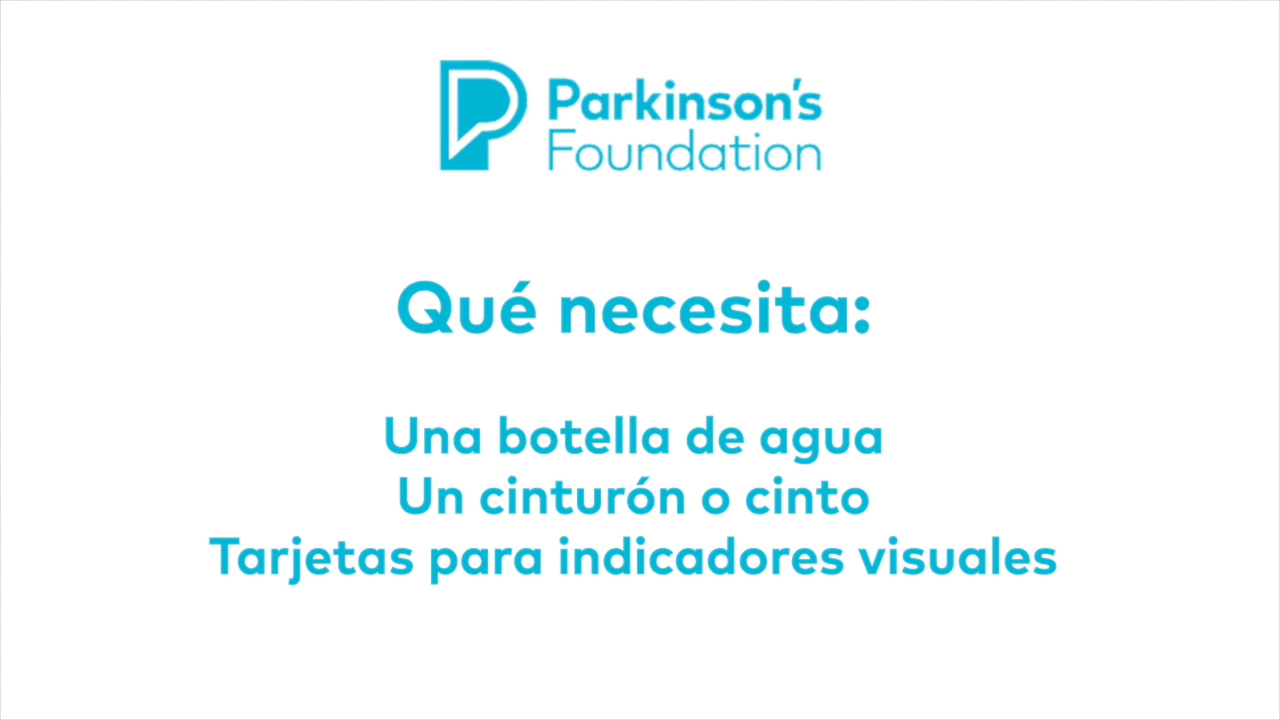 Parkinson's
Foundation
Qué necesita:
Una botella de agua
Un cinturón o cinto
Tarjetas para indicadores visuales